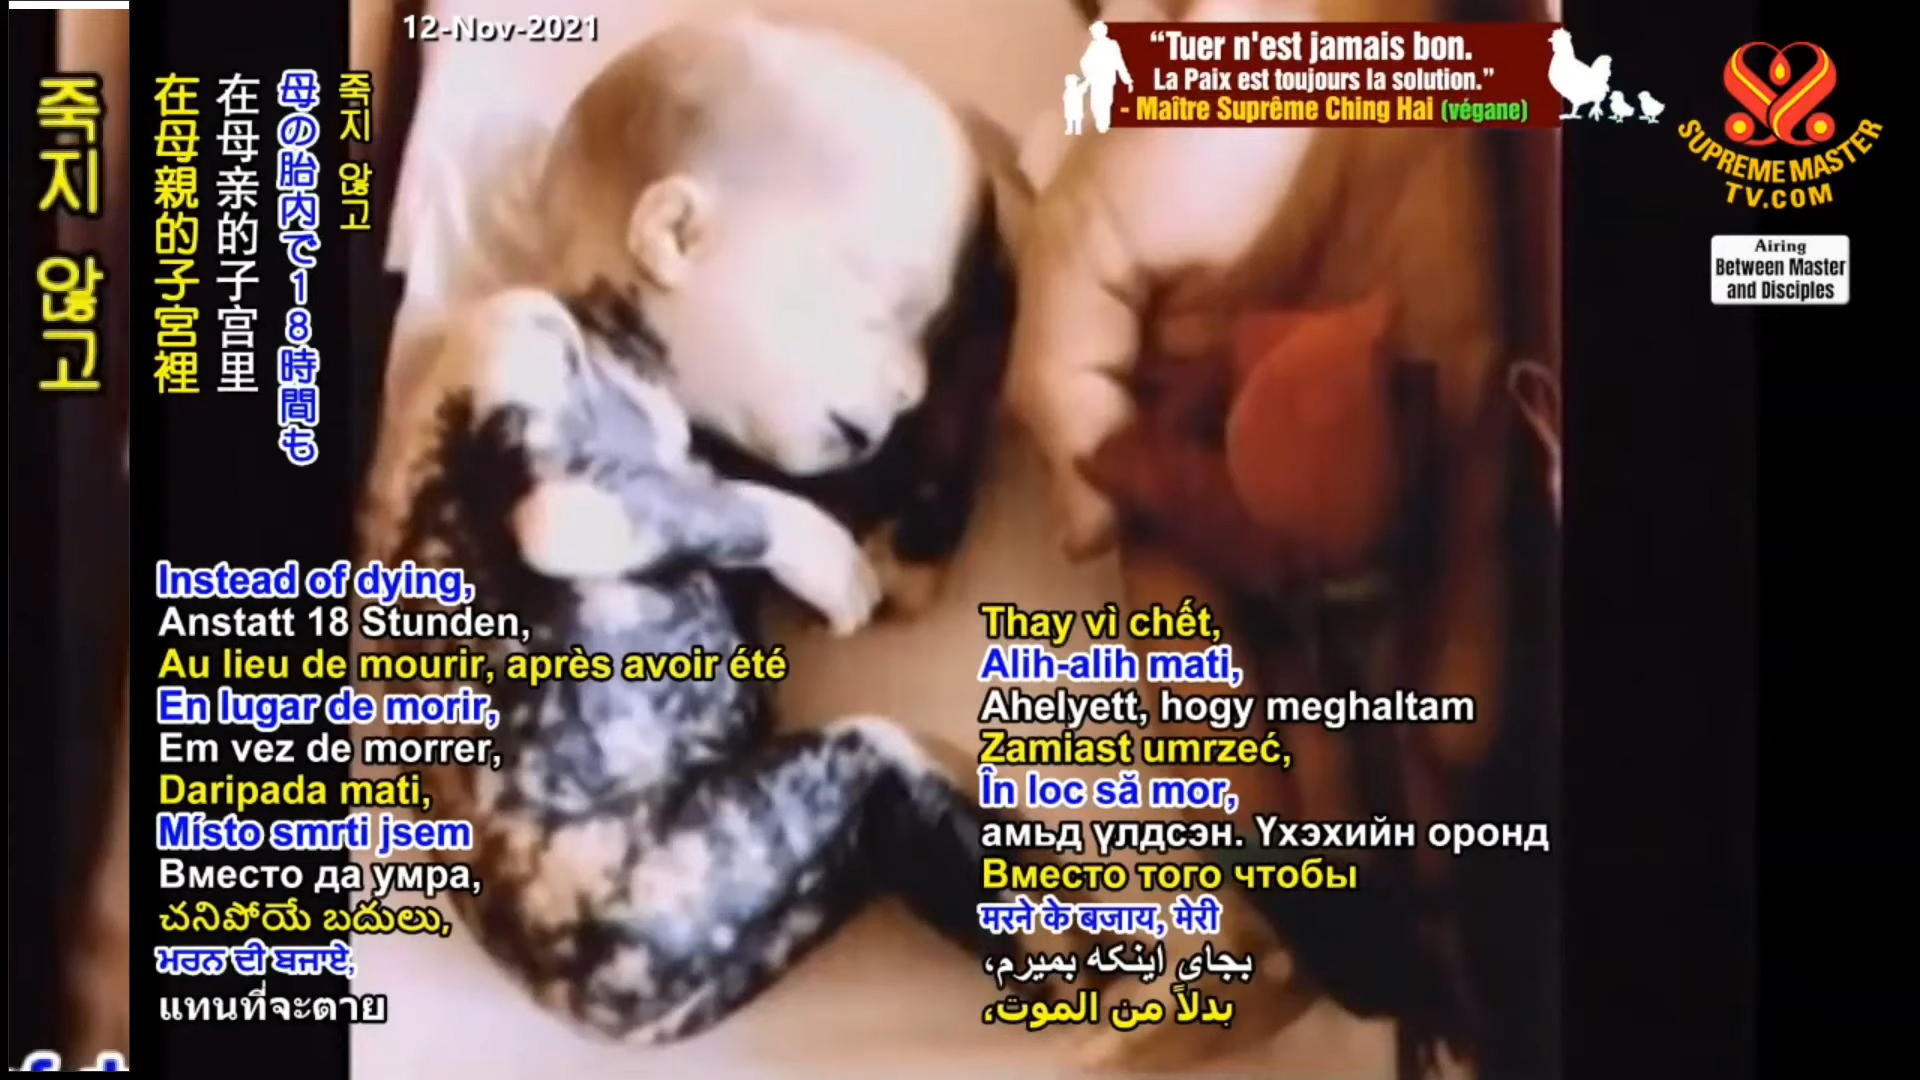 12-Nov-2021
“Tuer n'est jamais bon.
La Paix est toujours la solution.”
- Maître Suprême Ching Hai (végane)
SUPREME MASTER
TV.COM
Airing
Between Master
and Disciples
죽지 않고
在母親的子宮裡
在母亲的子宫里
母の胎内で18時間も
죽지 않고
Instead of dying,
Anstatt 18 Stunden,
Au lieu de mourir, après avoir été
En lugar de morir,
Em vez de morrer,
Daripada mati,
Místo smrti jsem
Вместо да умра,
చనిపోయే బదులు,
ਮਰਨ ਦੀ ਬਜਾਏ,
แทนที่จะตาย
Thay vì chết,
Alih-alih mati,
Ahelyett, hogy meghaltam
Zamiast umrzeć,
În loc să mor,
амьд үлдсэн. Үхэхийн оронд
Вместо того чтобы
मरने के बजाय, मेरी
بجای اینکه بمیرم،
بدلاً من الموت،